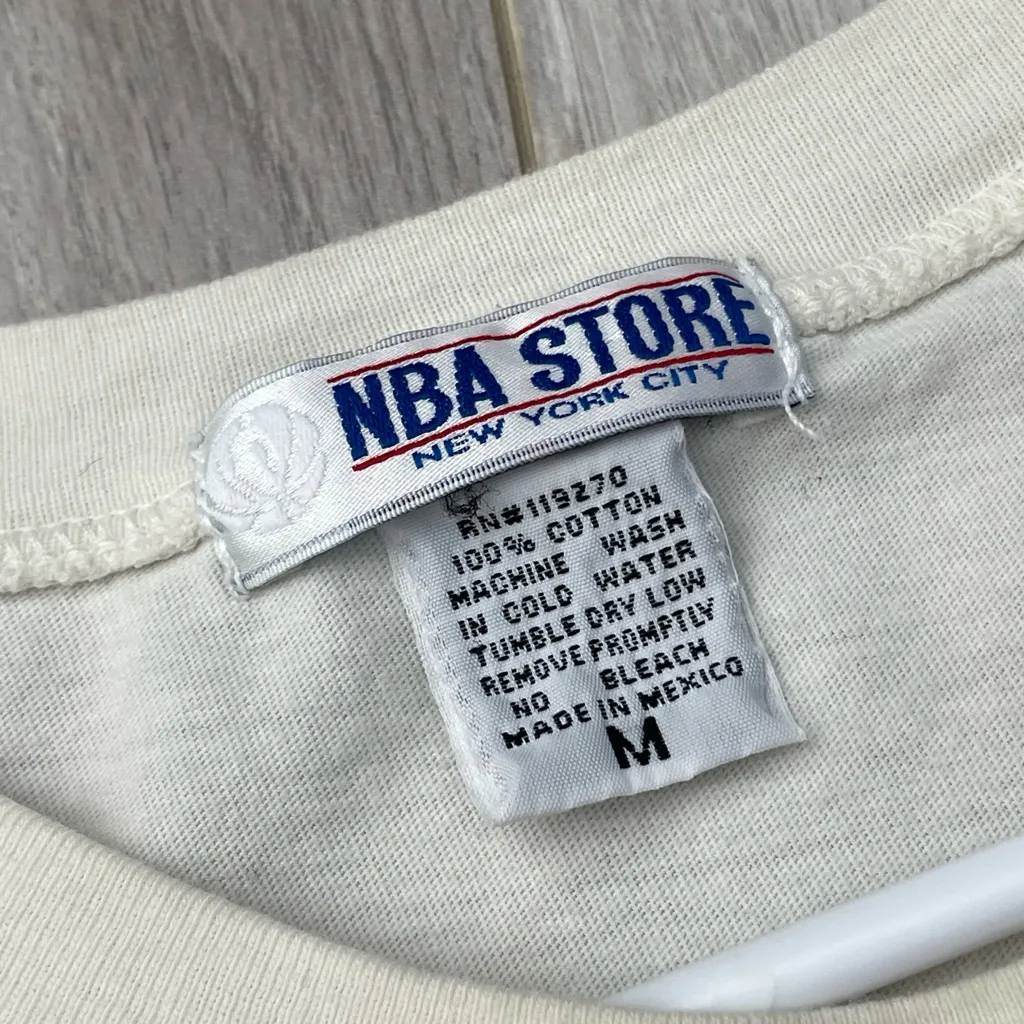 NBA STORE
NEW YORK CITY
RN#119270
100% COTTON
MACHINE WASH
IN COLD WATER
TUMBLE DRY LOW
REMOVE PROMPTLY
NO BLEACH
MADE IN MEXICO
M